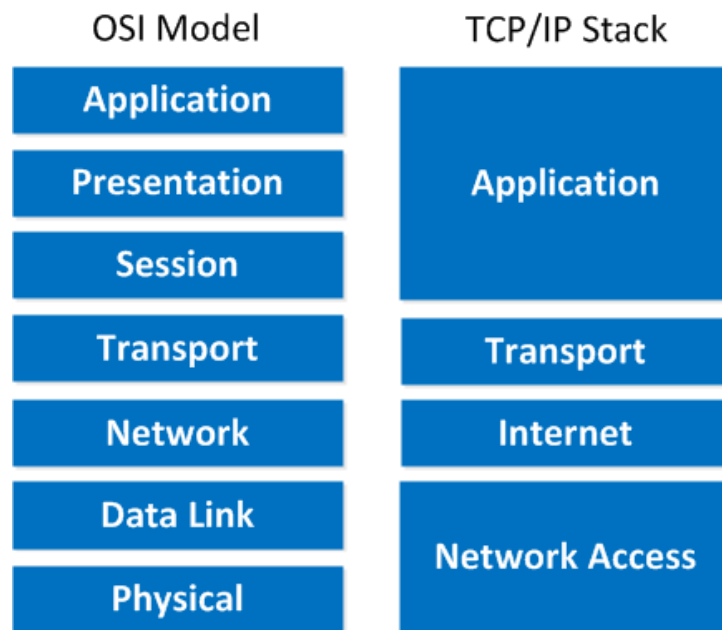 OSI Model
Application
Presentation
Session
Transport
Network
Data Link
Physical
TCP/IP Stack
Application
Transport
Internet
Network Access